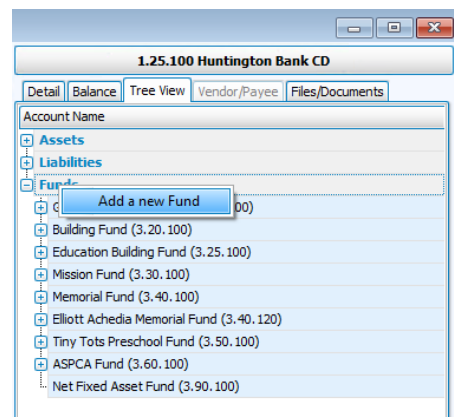 1.25.100 Huntington Bank CD
Detail Balance Tree View Vendor/Payee Files/Documents
Account Name
Assets
Liabilities
Funds
Add a new Fund
00)
Building Fund (3.20.100)
Education Building Fund (3.25.100)
Mission Fund (3.30.100)
Memorial Fund (3.40.100)
Elliott Achedia Memorial Fund (3.40.120)
Tiny Tots Preschool Fund (3.50.100)
ASPCA Fund (3.60.100)
Net Fixed Asset Fund (3.90.100)